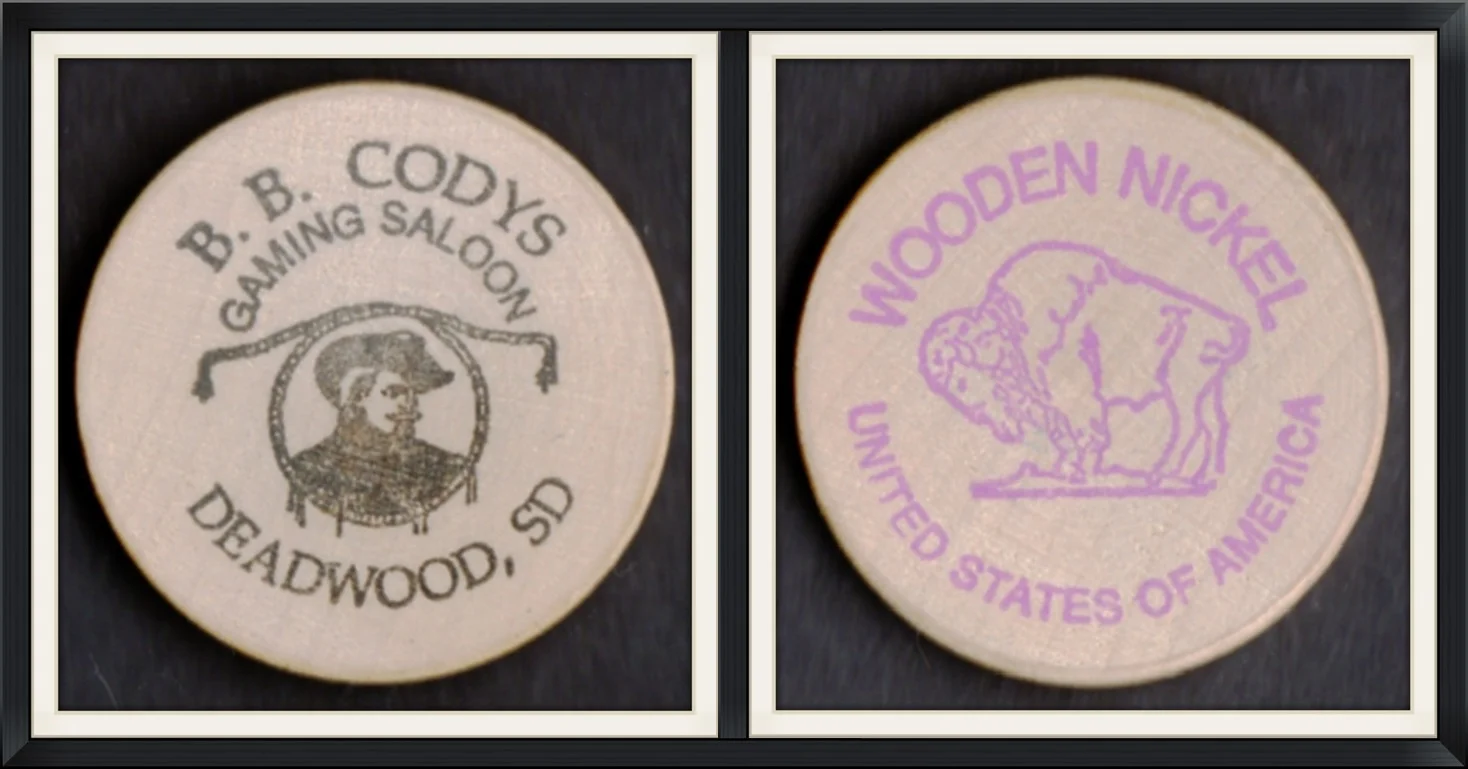 B. B. CODYS
GAMING SALOON
DEADWOOD, SD
WOODEN NICKEL
UNITED STATES OF AMERICA